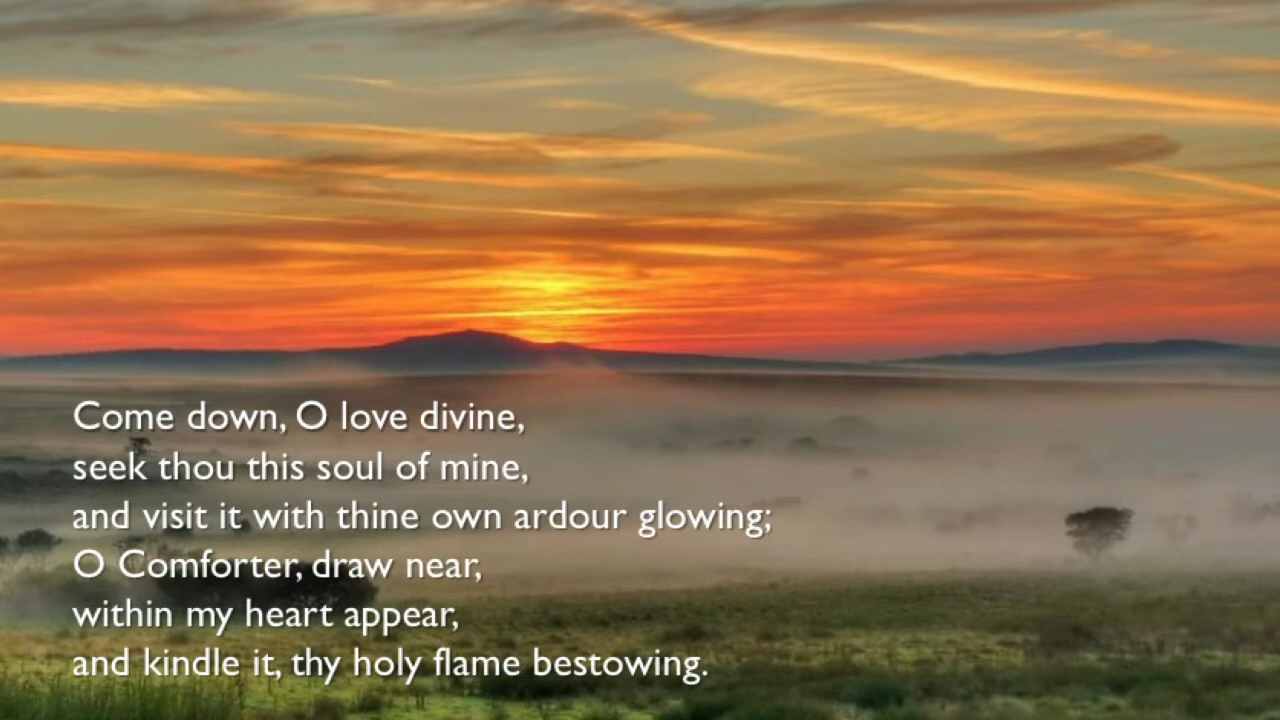 Come down, O love divine,
seek thou this soul of mine,
and visit it with thine own ardour glowing;
O Comforter, draw near,
within my heart appear,
and kindle it, thy holy flame bestowing.